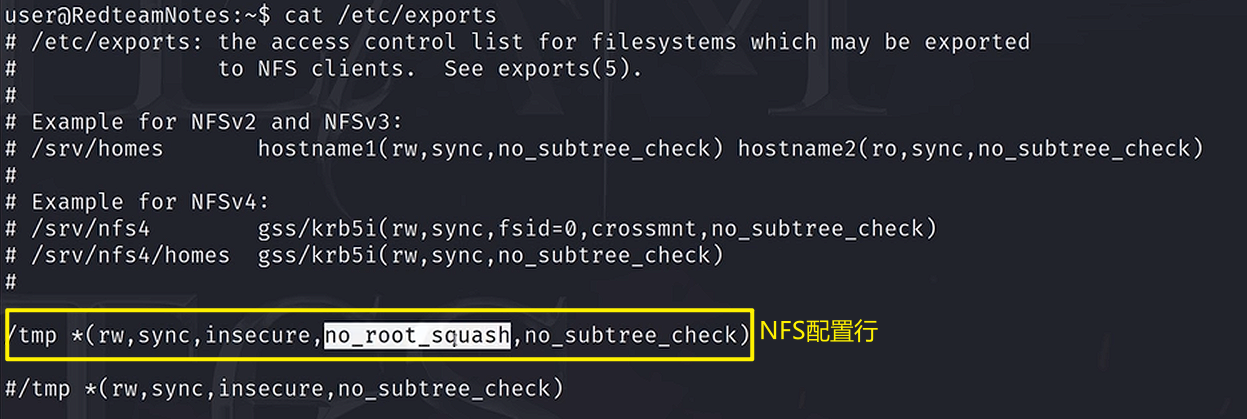 user@RedteamNotes:~$ cat /etc/exports
# /etc/exports: the access control list for filesystems which may be exported
#               to NFS clients.  See exports(5).
#
# Example for NFSv2 and NFSv3:
# /srv/homes       hostname1(rw,sync,no_subtree_check) hostname2(ro,sync,no_subtree_check)
#
# Example for NFSv4:
# /srv/nfs4        gss/krb5i(rw,sync,fsid=0,crossmnt,no_subtree_check)
# /srv/nfs4/homes  gss/krb5i(rw,sync,no_subtree_check)
#
/tmp *(rw,sync,insecure,no_root_squash,no_subtree_check) NFS配置行
#/tmp *(rw,sync,insecure,no_subtree_check)